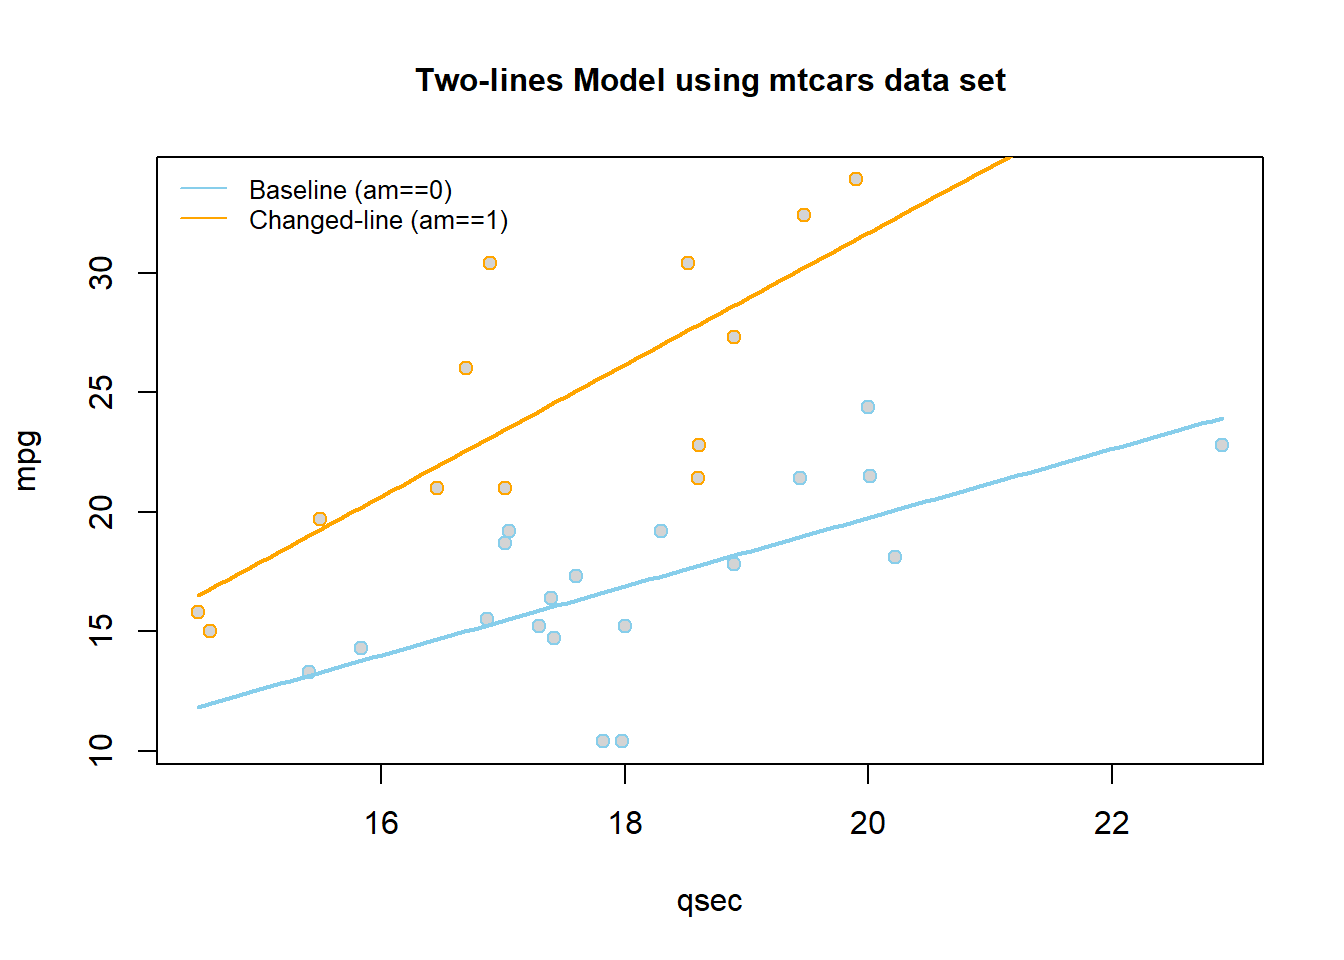 Two-lines Model using mtcars data set
Baseline (am==0)
Changed-line (am==1)
mpg
30
25
20
15
10
16 18 20 22
qsec